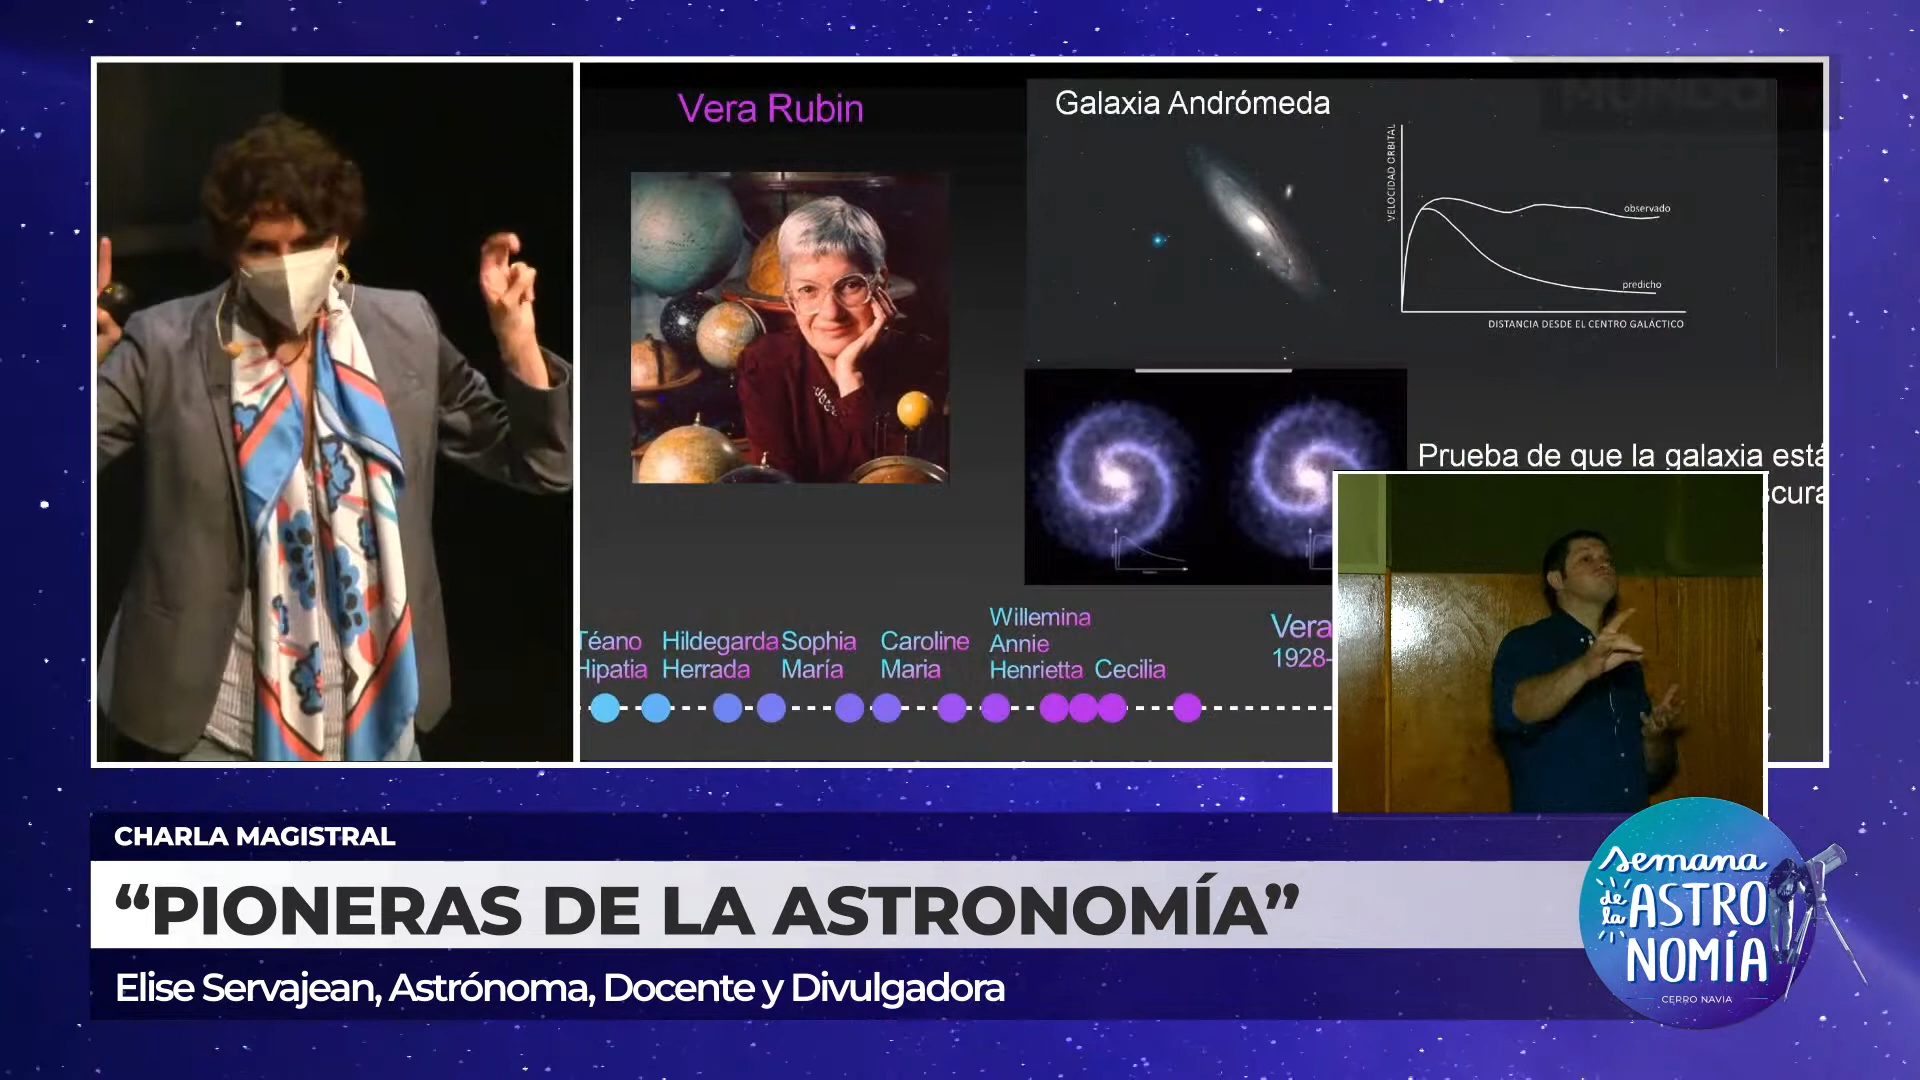 MUNDO
Vera Rubin
Galaxia Andrómeda
VELOCIDAD ORBITAL
observado
predicho
DISTANCIA DESDE EL CENTRO GALÁCTICO
Prueba de que la galaxia está
scura
Téano
Hipatia
Hildegarda
Herrada
Sophia
María
Caroline
Maria
Willemina
Annie
Henrietta
Cecilia
Vera
1928-
CHARLA MAGISTRAL
“PIONERAS DE LA ASTRONOMÍA”
Elise Servajean, Astrónoma, Docente y Divulgadora
Semana
de
la ASTRO
NOMÍA
CERRO NAVIA